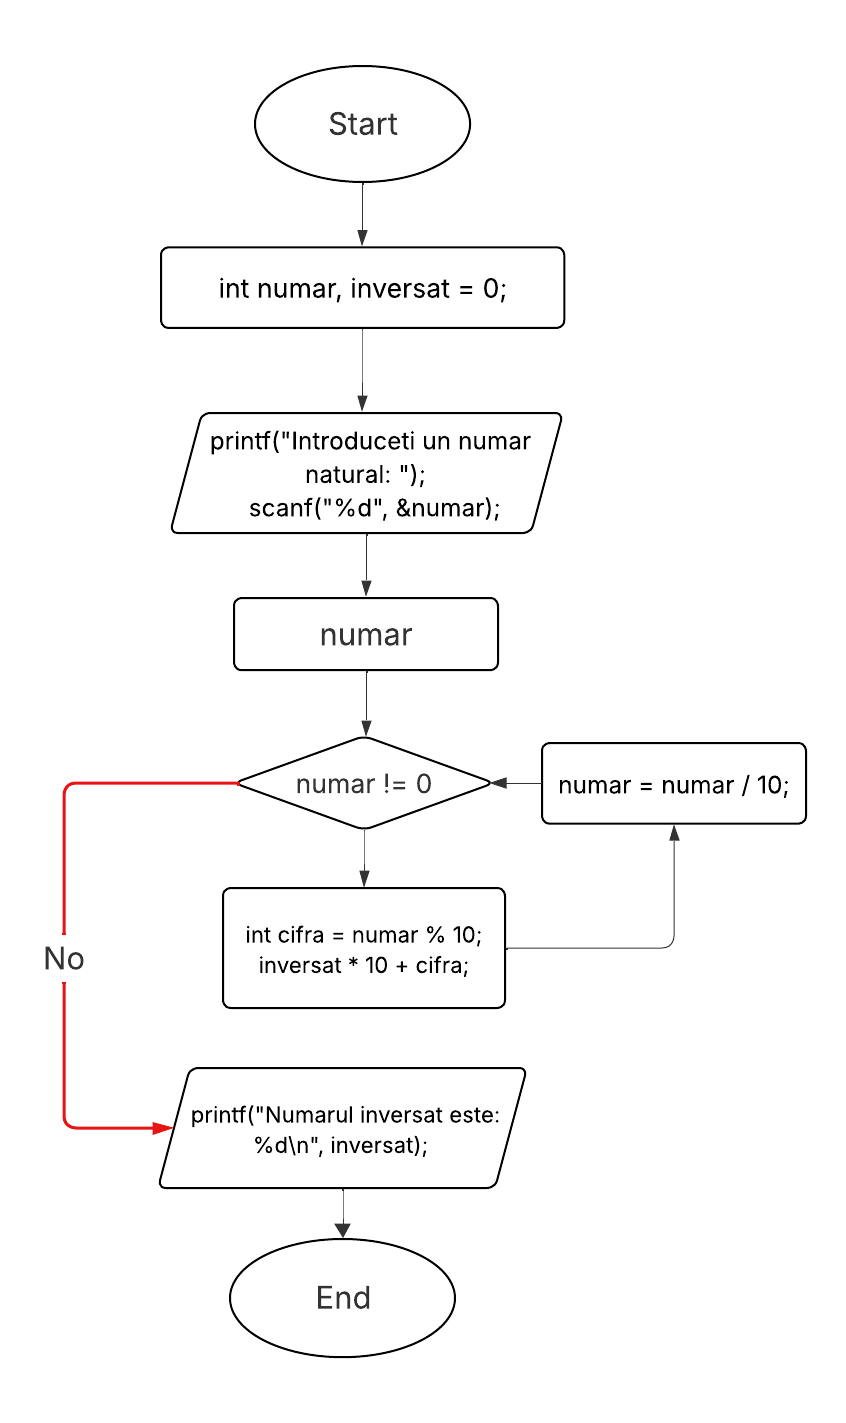 Start
int numar, inversat = 0;
printf("Introduceti un numar
natural: ");
scanf("%d", &numar);
numar
numar != 0
numar = numar / 10;
int cifra = numar % 10;
inversat * 10 + cifra;
No
printf("Numarul inversat este:
%d\n", inversat);
End